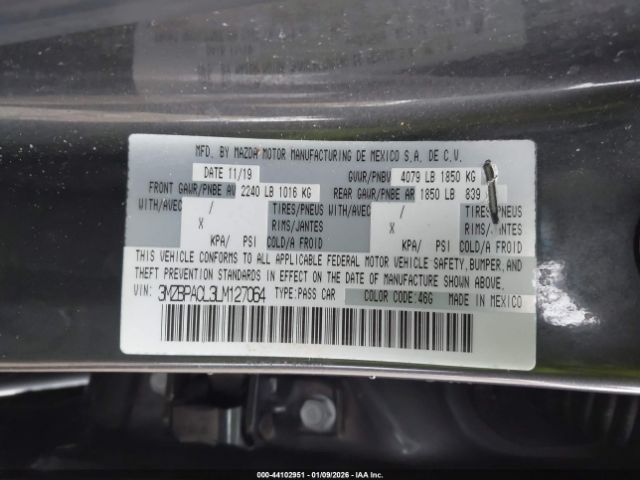 MFD. BY MAZDA MOTOR MANUFACTURING DE MEXICO S.A. DE C.V.
DATE 11/19 GVWR/PNBV 4079 LB 1850 KG
FRONT GAWR/PNBE AV 2240 LB 1016 KG REAR GAWR/PNBE AR 1850 LB 839
WITH/AVEC / TIRES/PNEUS WITH/AVEC / TIRES/PNEUS
X RIMS/JANTES X RIMS/JANTES
KPA/ PSI COLD/A FROID KPA/ PSI COLD/A FROID
THIS VEHICLE CONFORMS TO ALL APPLICABLE FEDERAL MOTOR VEHICLE SAFETY, BUMPER, AND
THEFT PREVENTION STANDARDS IN EFFECT ON THE DATE OF MANUFACTURE SHOWN ABOVE.
VIN: 3MZBPACL3LM127064 TYPE:PASS CAR COLOR CODE:46G MADE IN MEXICO
000-44102951 | 01/09/2026 | IAA Inc.